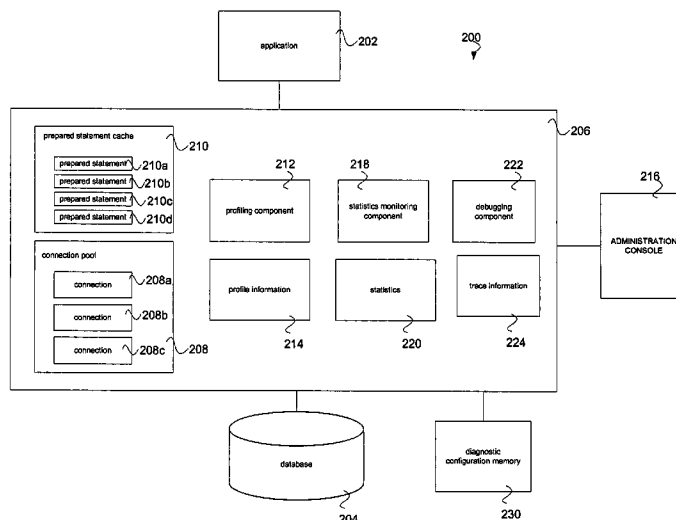 application
202
200
206
prepared statement cache
210
prepared statement
210a
prepared statement
210b
prepared statement
210c
prepared statement
210d
212
profiling component
218
statistics monitoring
component
222
debugging
component
216
ADMINISTRATION
CONSOLE
connection pool
connection
208a
connection
208b
connection
208c
208
profile information
214
statistics
220
trace information
224
database
204
diagnostic
configuration memory
230